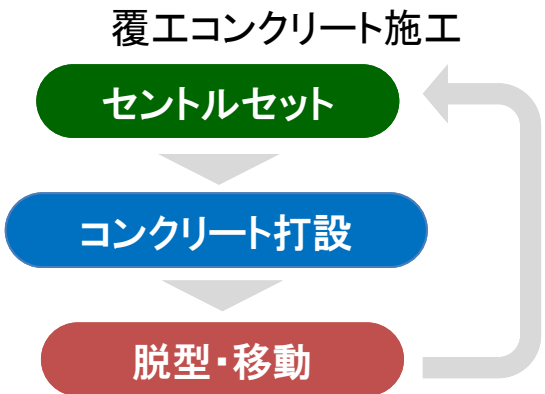 覆工コンクリート施工
セントルセット
コンクリート打設
脱型・移動